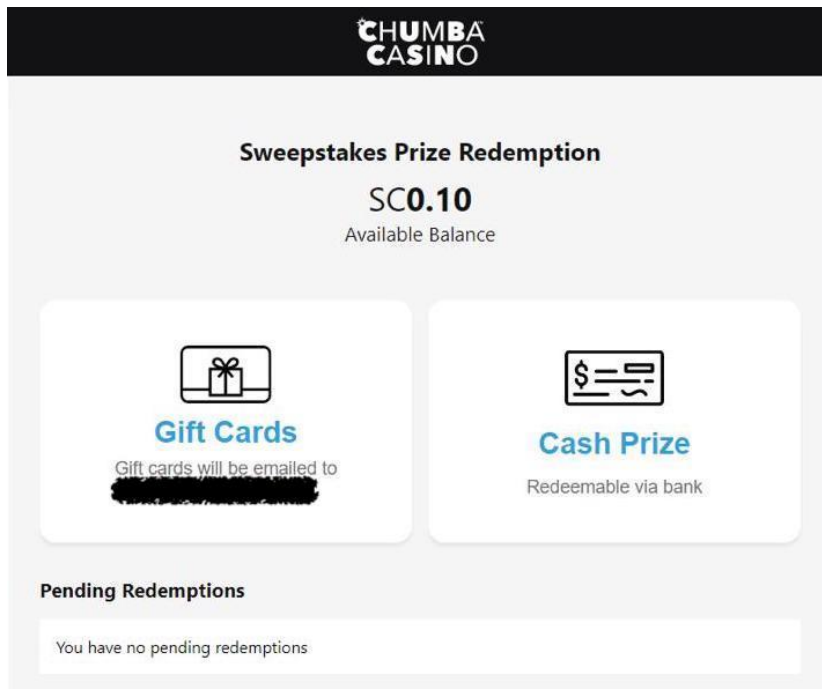 CHUMBA
CASINO
Sweepstakes Prize Redemption
SC0.10
Available Balance
Gift Cards
Gift cards will be emailed to
$
Cash Prize
Redeemable via bank
Pending Redemptions
You have no pending redemptions